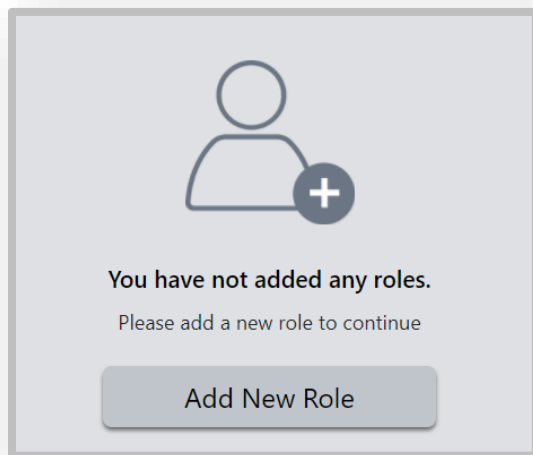 You have not added any roles.
Please add a new role to continue
Add New Role